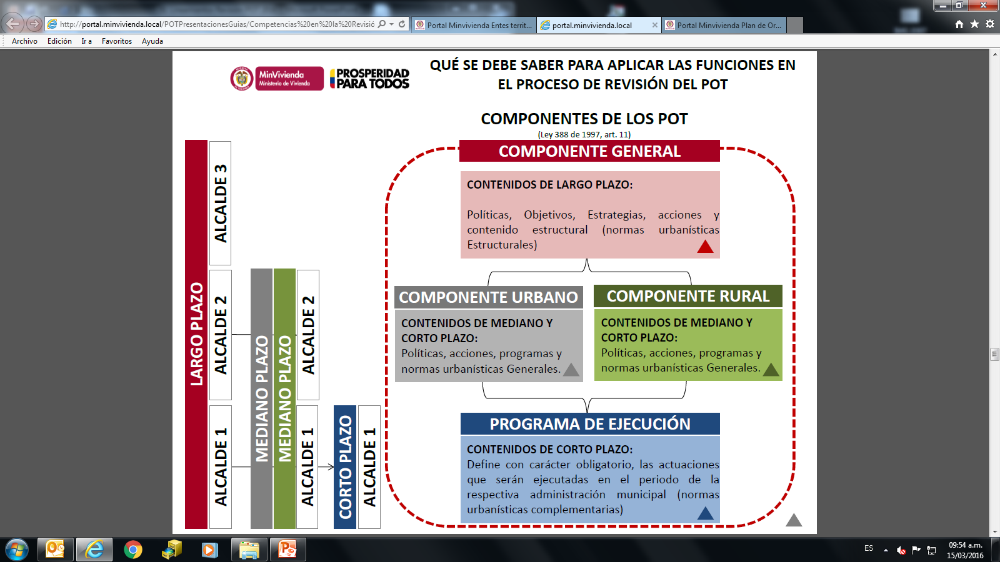 http://portal.minvivienda.local/POTPresentacionesGuias/Competencias%20en%20la%20Revisió
Portal Minvivienda Entes territ...
portal.minvivienda.local
Portal Minvivienda Plan de Or...
Archivo Edición Ir a Favoritos Ayuda
MinVivienda
Ministerio de Vivienda
PROSPERIDAD
PARA TODOS
QUÉ SE DEBE SABER PARA APLICAR LAS FUNCIONES EN
EL PROCESO DE REVISIÓN DEL POT
COMPONENTES DE LOS POT
(Ley 388 de 1997, art. 11)
LARGO PLAZO
ALCALDE 3
ALCALDE 2
ALCALDE 1
MEDIANO PLAZO
MEDIANO PLAZO
ALCALDE 2
ALCALDE 1
CORTO PLAZO
ALCALDE 1
COMPONENTE GENERAL
CONTENIDOS DE LARGO PLAZO:
Políticas, Objetivos, Estrategias, acciones y
contenido estructural (normas urbanísticas
Estructurales)
COMPONENTE URBANO
CONTENIDOS DE MEDIANO Y
CORTO PLAZO:
Políticas, acciones, programas y
normas urbanísticas Generales.
COMPONENTE RURAL
CONTENIDOS DE MEDIANO Y
CORTO PLAZO:
Políticas, acciones, programas y
normas urbanísticas Generales.
PROGRAMA DE EJECUCIÓN
CONTENIDOS DE CORTO PLAZO:
Define con carácter obligatorio, las actuaciones
que serán ejecutadas en el periodo de la
respectiva administración municipal (normas
urbanísticas complementarias)
ES
09:54 a.m.
15/03/2016